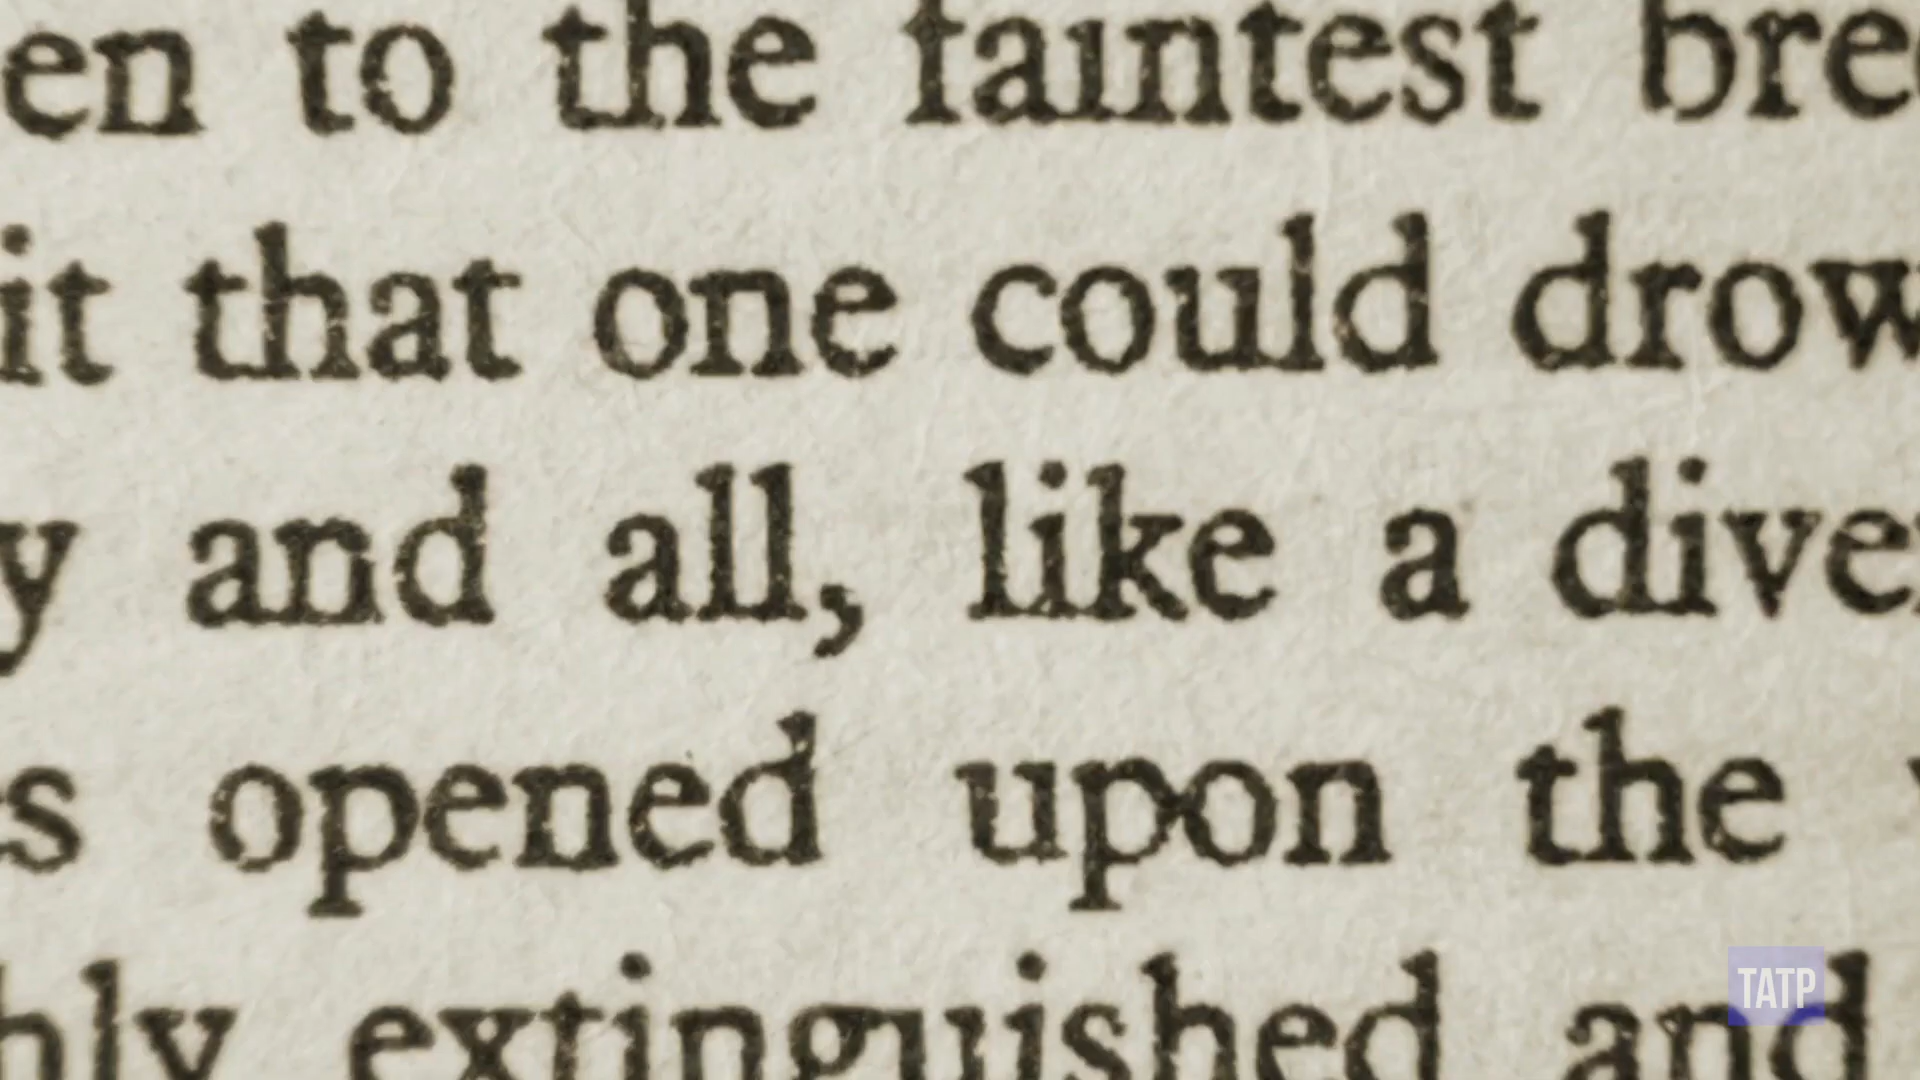 en to the faintest bre
it that one could drow
y and all, like a dive
s opened upon the
hly extinguished and
TATP